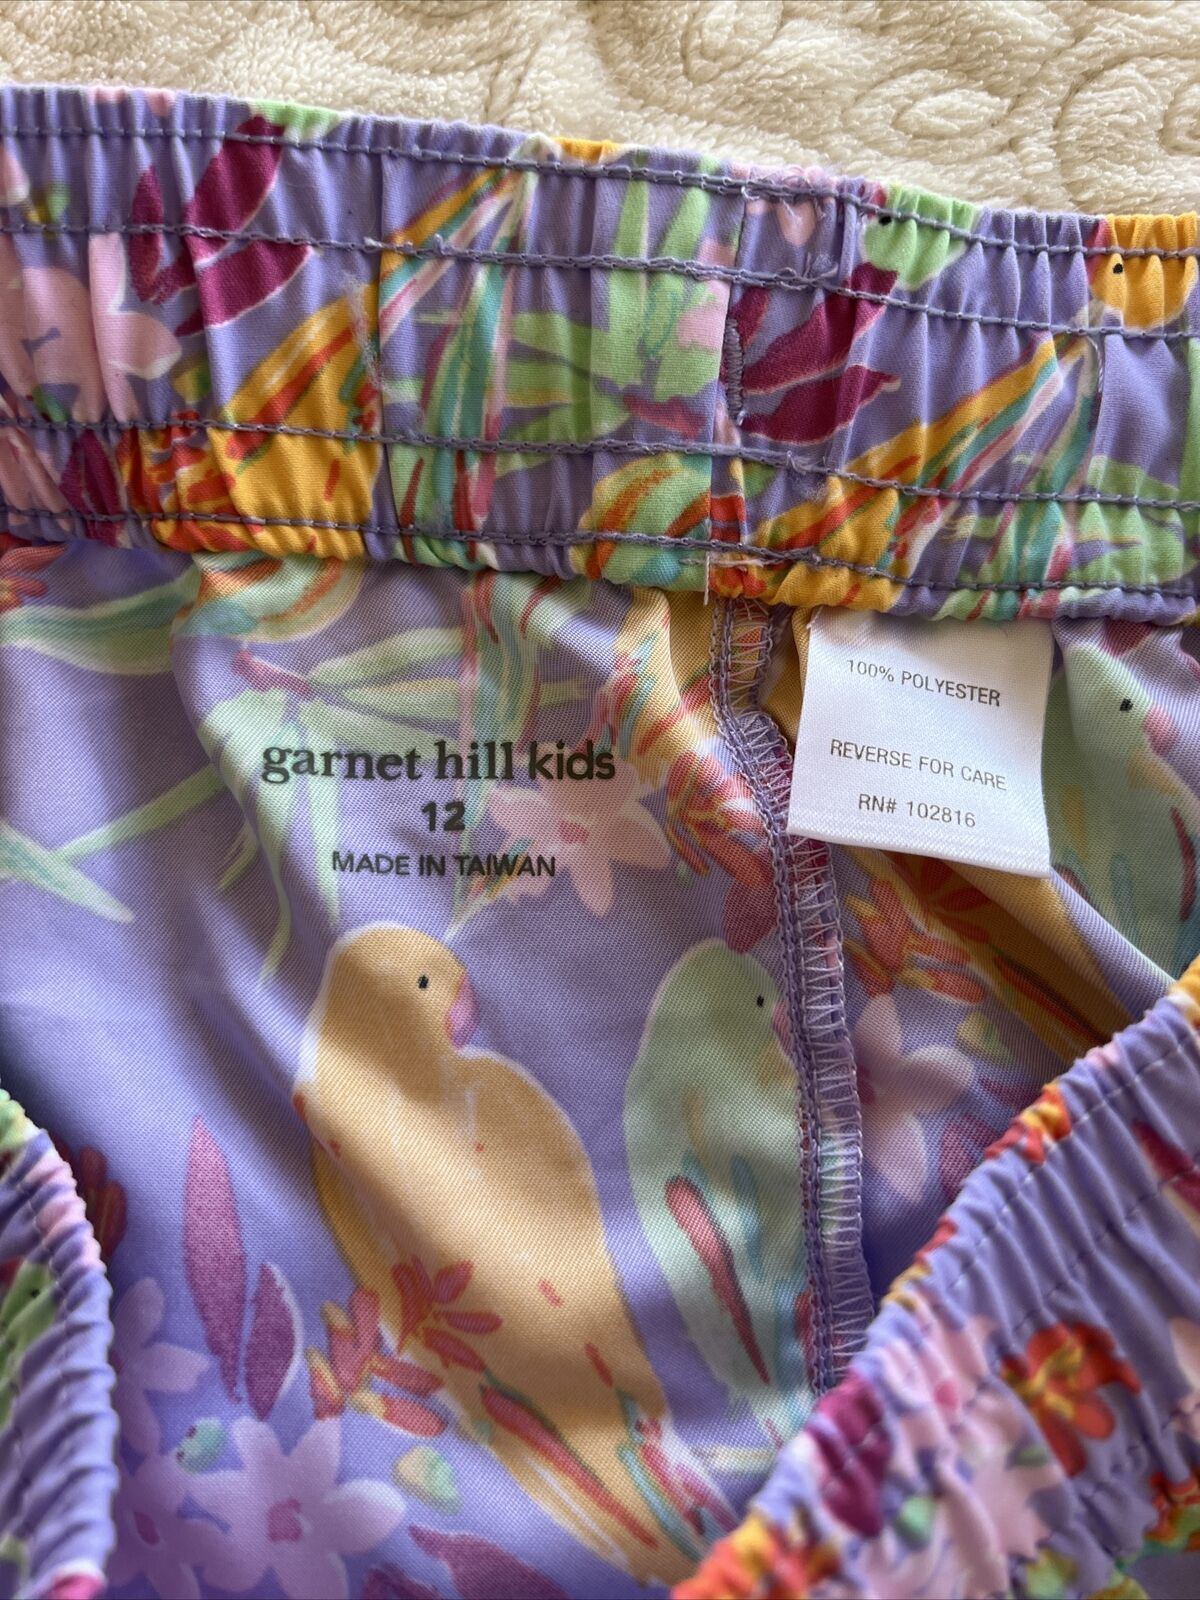 garnet hill kids
12
MADE IN TAIWAN
100% POLYESTER
REVERSE FOR CARE
RN# 102816